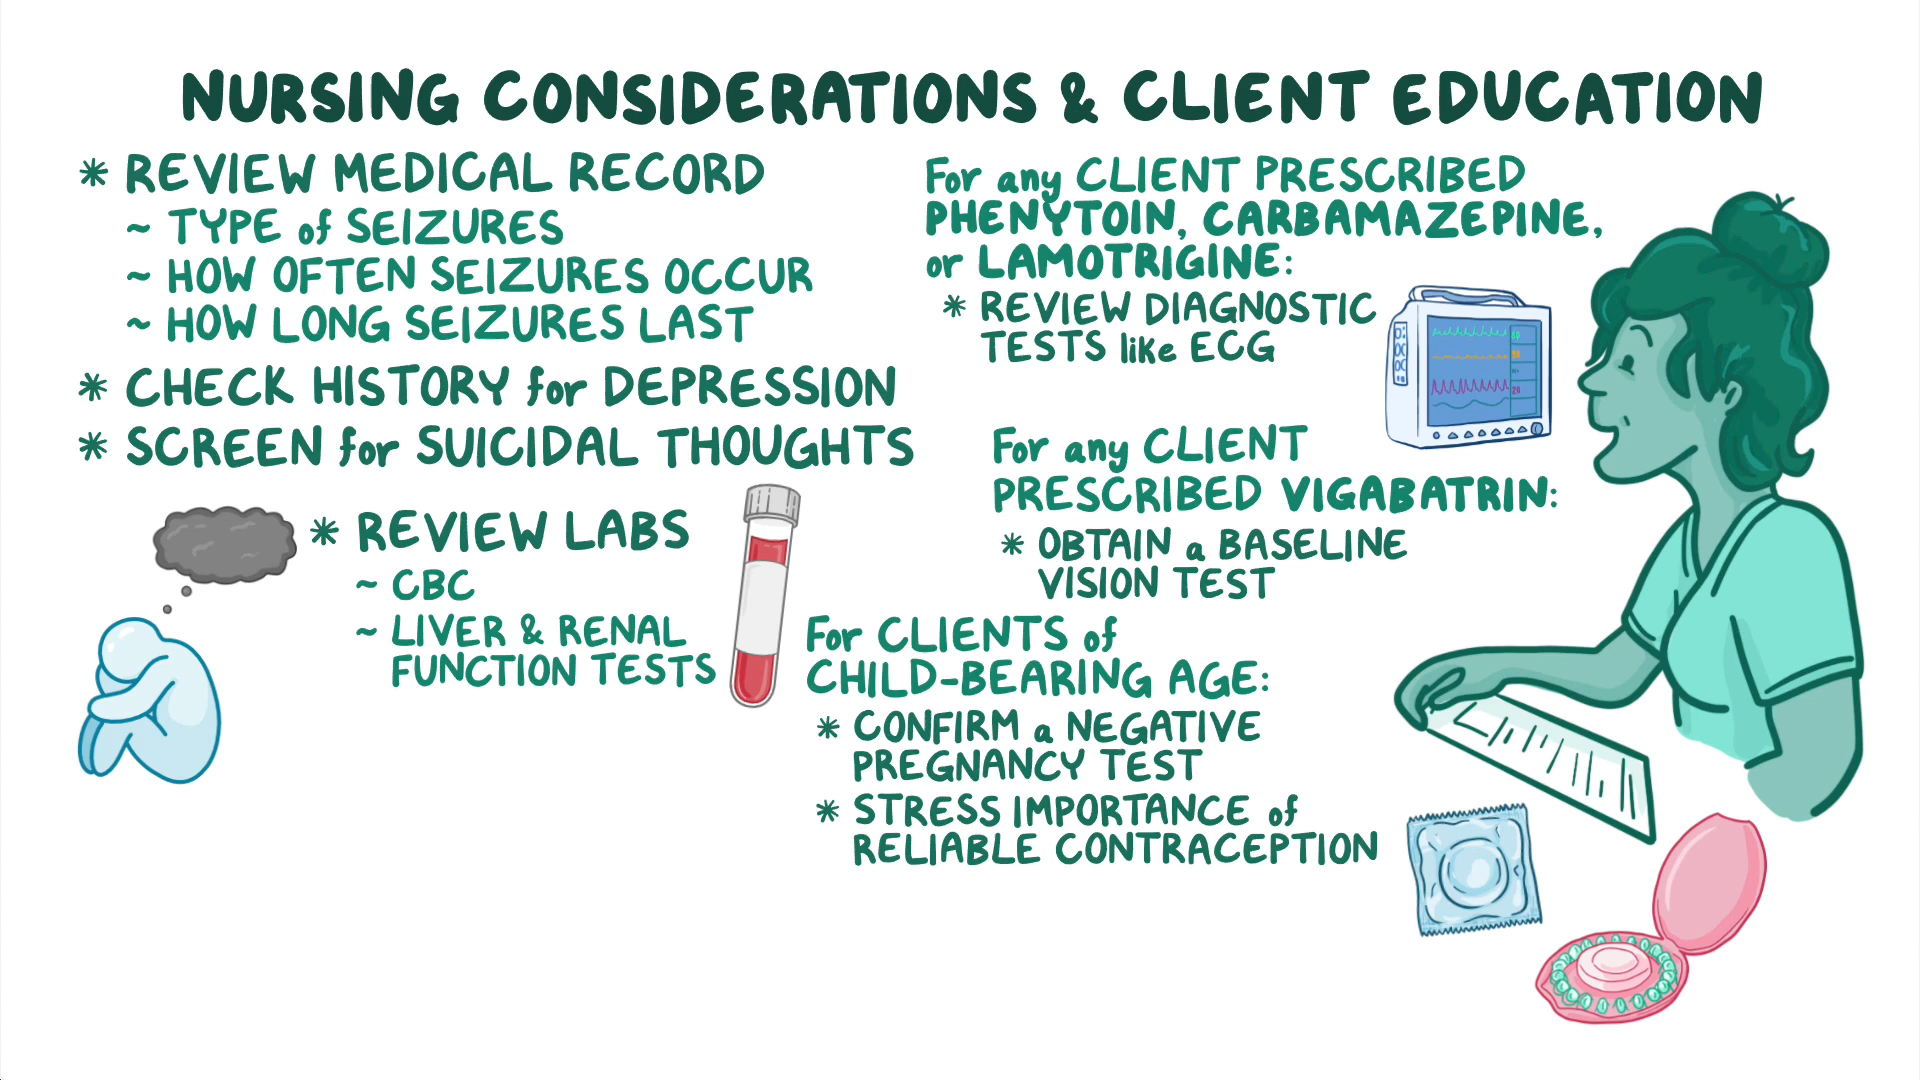 NURSING CONSIDERATIONS & CLIENT EDUCATION
* REVIEW MEDICAL RECORD
~ TYPE of SEIZURES
~ HOW OFTEN SEIZURES OCCUR
~ HOW LONG SEIZURES LAST
* CHECK HISTORY for DEPRESSION
* SCREEN for SUICIDAL THOUGHTS
* REVIEW LABS
~ CBC
~ LIVER & RENAL
FUNCTION TESTS
For any CLIENT PRESCRIBED
PHENYTOIN, CARBAMAZEPINE,
or LAMOTRIGINE:
* REVIEW DIAGNOSTIC
TESTS like ECG
For any CLIENT
PRESCRIBED VIGABATRIN:
* OBTAIN a BASELINE
VISION TEST
For CLIENTS of
CHILD-BEARING AGE:
* CONFIRM a NEGATIVE
PREGNANCY TEST
* STRESS IMPORTANCE of
RELIABLE CONTRACEPTION